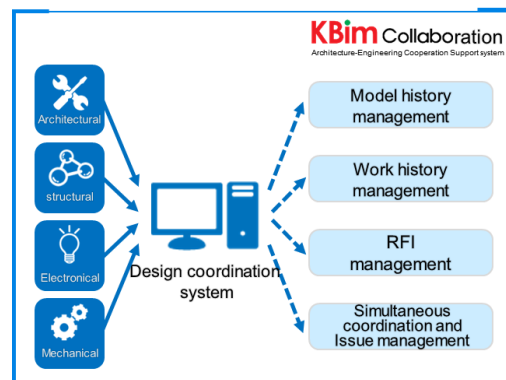 KBim Collaboration
Architecture-Engineering Cooperation Support system
Architectural
structural
Electronical
Mechanical
Design coordination
system
Model history
management
Work history
management
RFI
management
Simultaneous
coordination and
Issue management